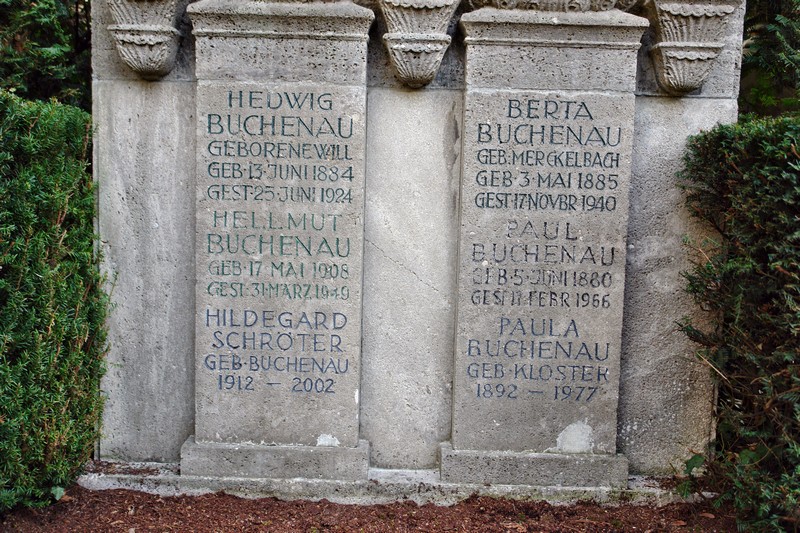 HEDWIG
BUCHENAU
GEBORENE WILL
GEB·13·JUNI 1884
GEST·25·JUNI 1924
HELLMUT
BUCHENAU
GEB·17·MAI 1908
GEST·31·MÄRZ·1949
HILDEGARD
SCHRÖTER
GEB·BUCHENAU
1912 – 2002
BERTA
BUCHENAU
GEB·MERCKELBACH
GEB·3·MAI 1885
GEST·17·NOVBR 1940
PAUL
BUCHENAU
GEB·5·JUNI 1880
GEST·11·FEBR 1966
PAULA
BUCHENAU
GEB·KLOSTER
1892 – 1977